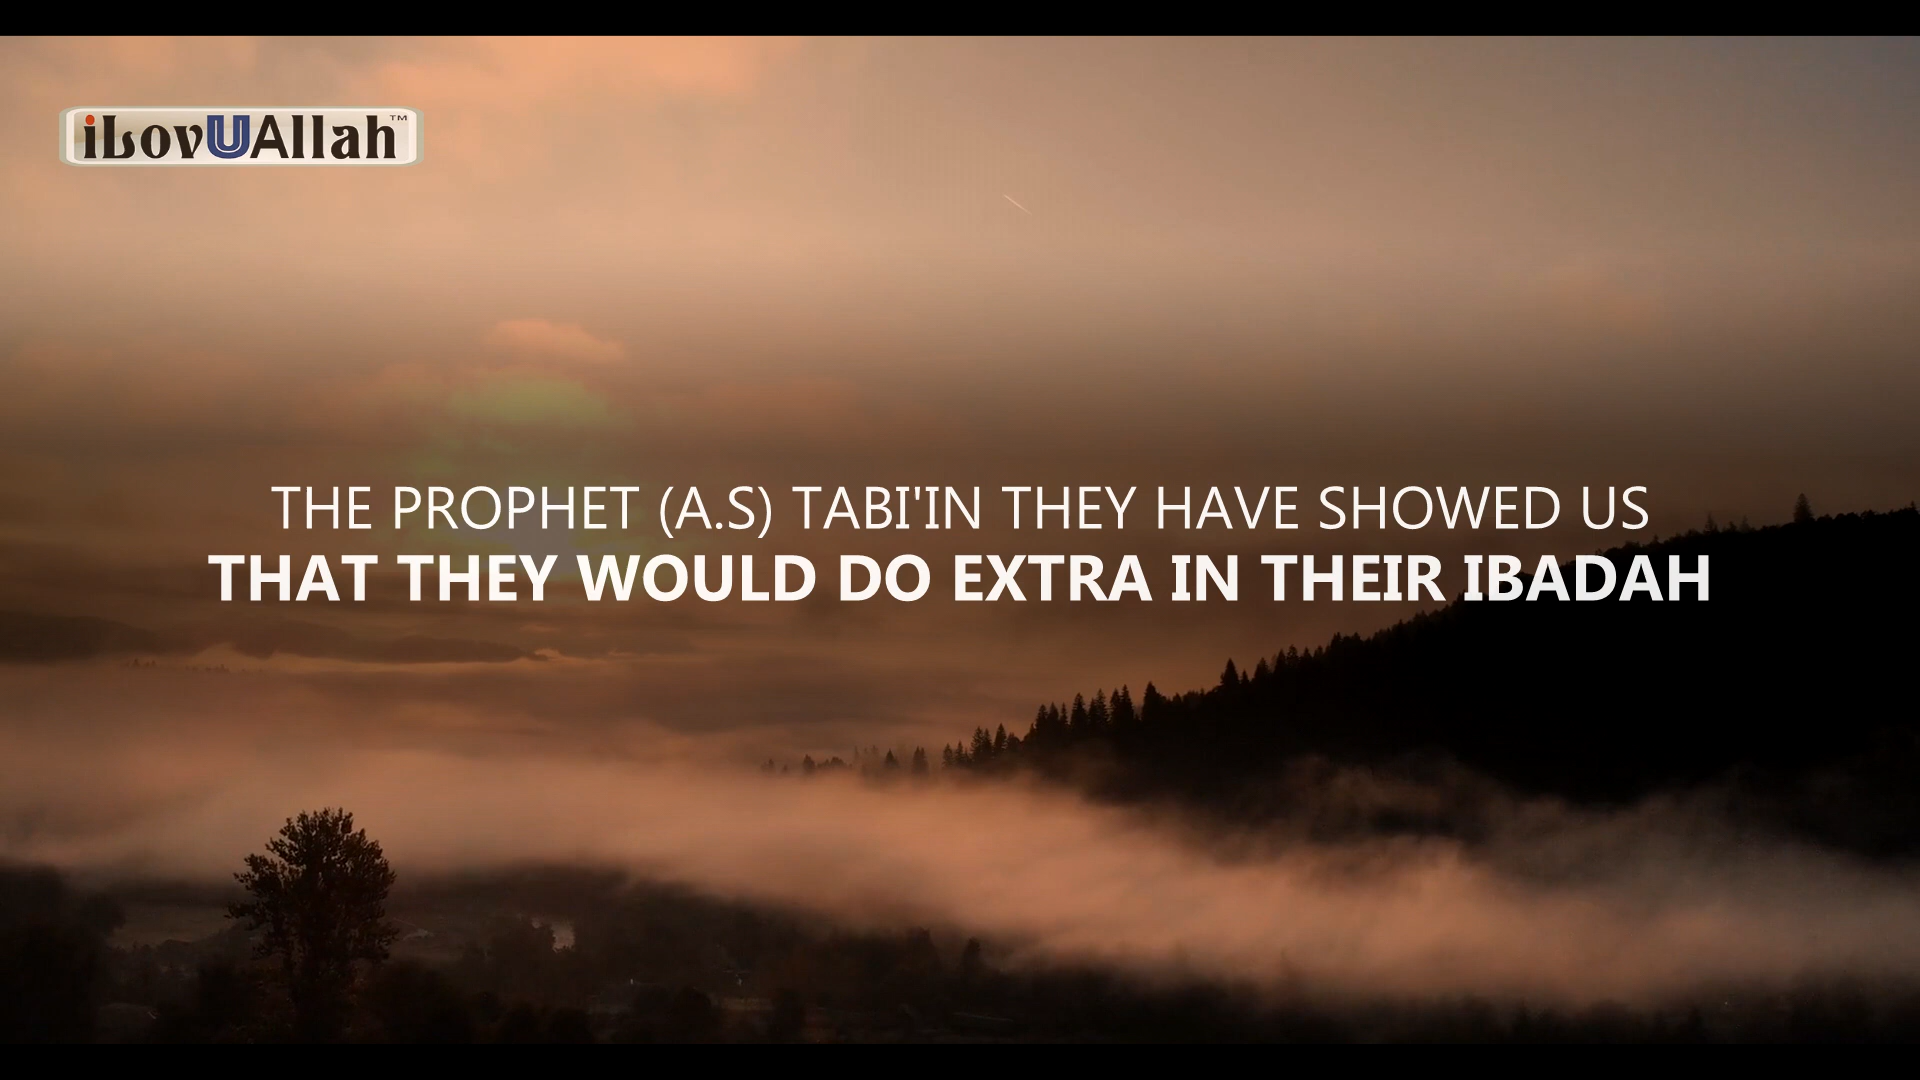 iLovUAllah™
THE PROPHET (A.S) TABI'IN THEY HAVE SHOWED US
THAT THEY WOULD DO EXTRA IN THEIR IBADAH